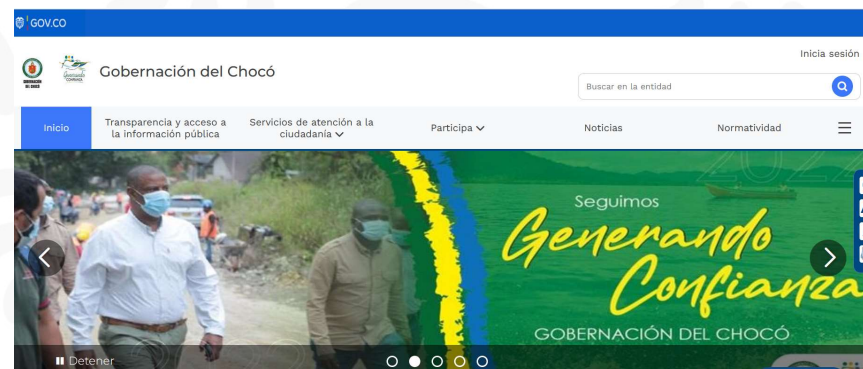 GOV.CO
Inicia sesión
Gobernación del Chocó
Buscar en la entidad
Inicio
Transparencia y acceso a
la información pública
Servicios de atención a la
ciudadanía
Participa
Noticias
Normatividad
Seguimos
Generando
Confianza
GOBERNACIÓN DEL CHOCÓ
Detener